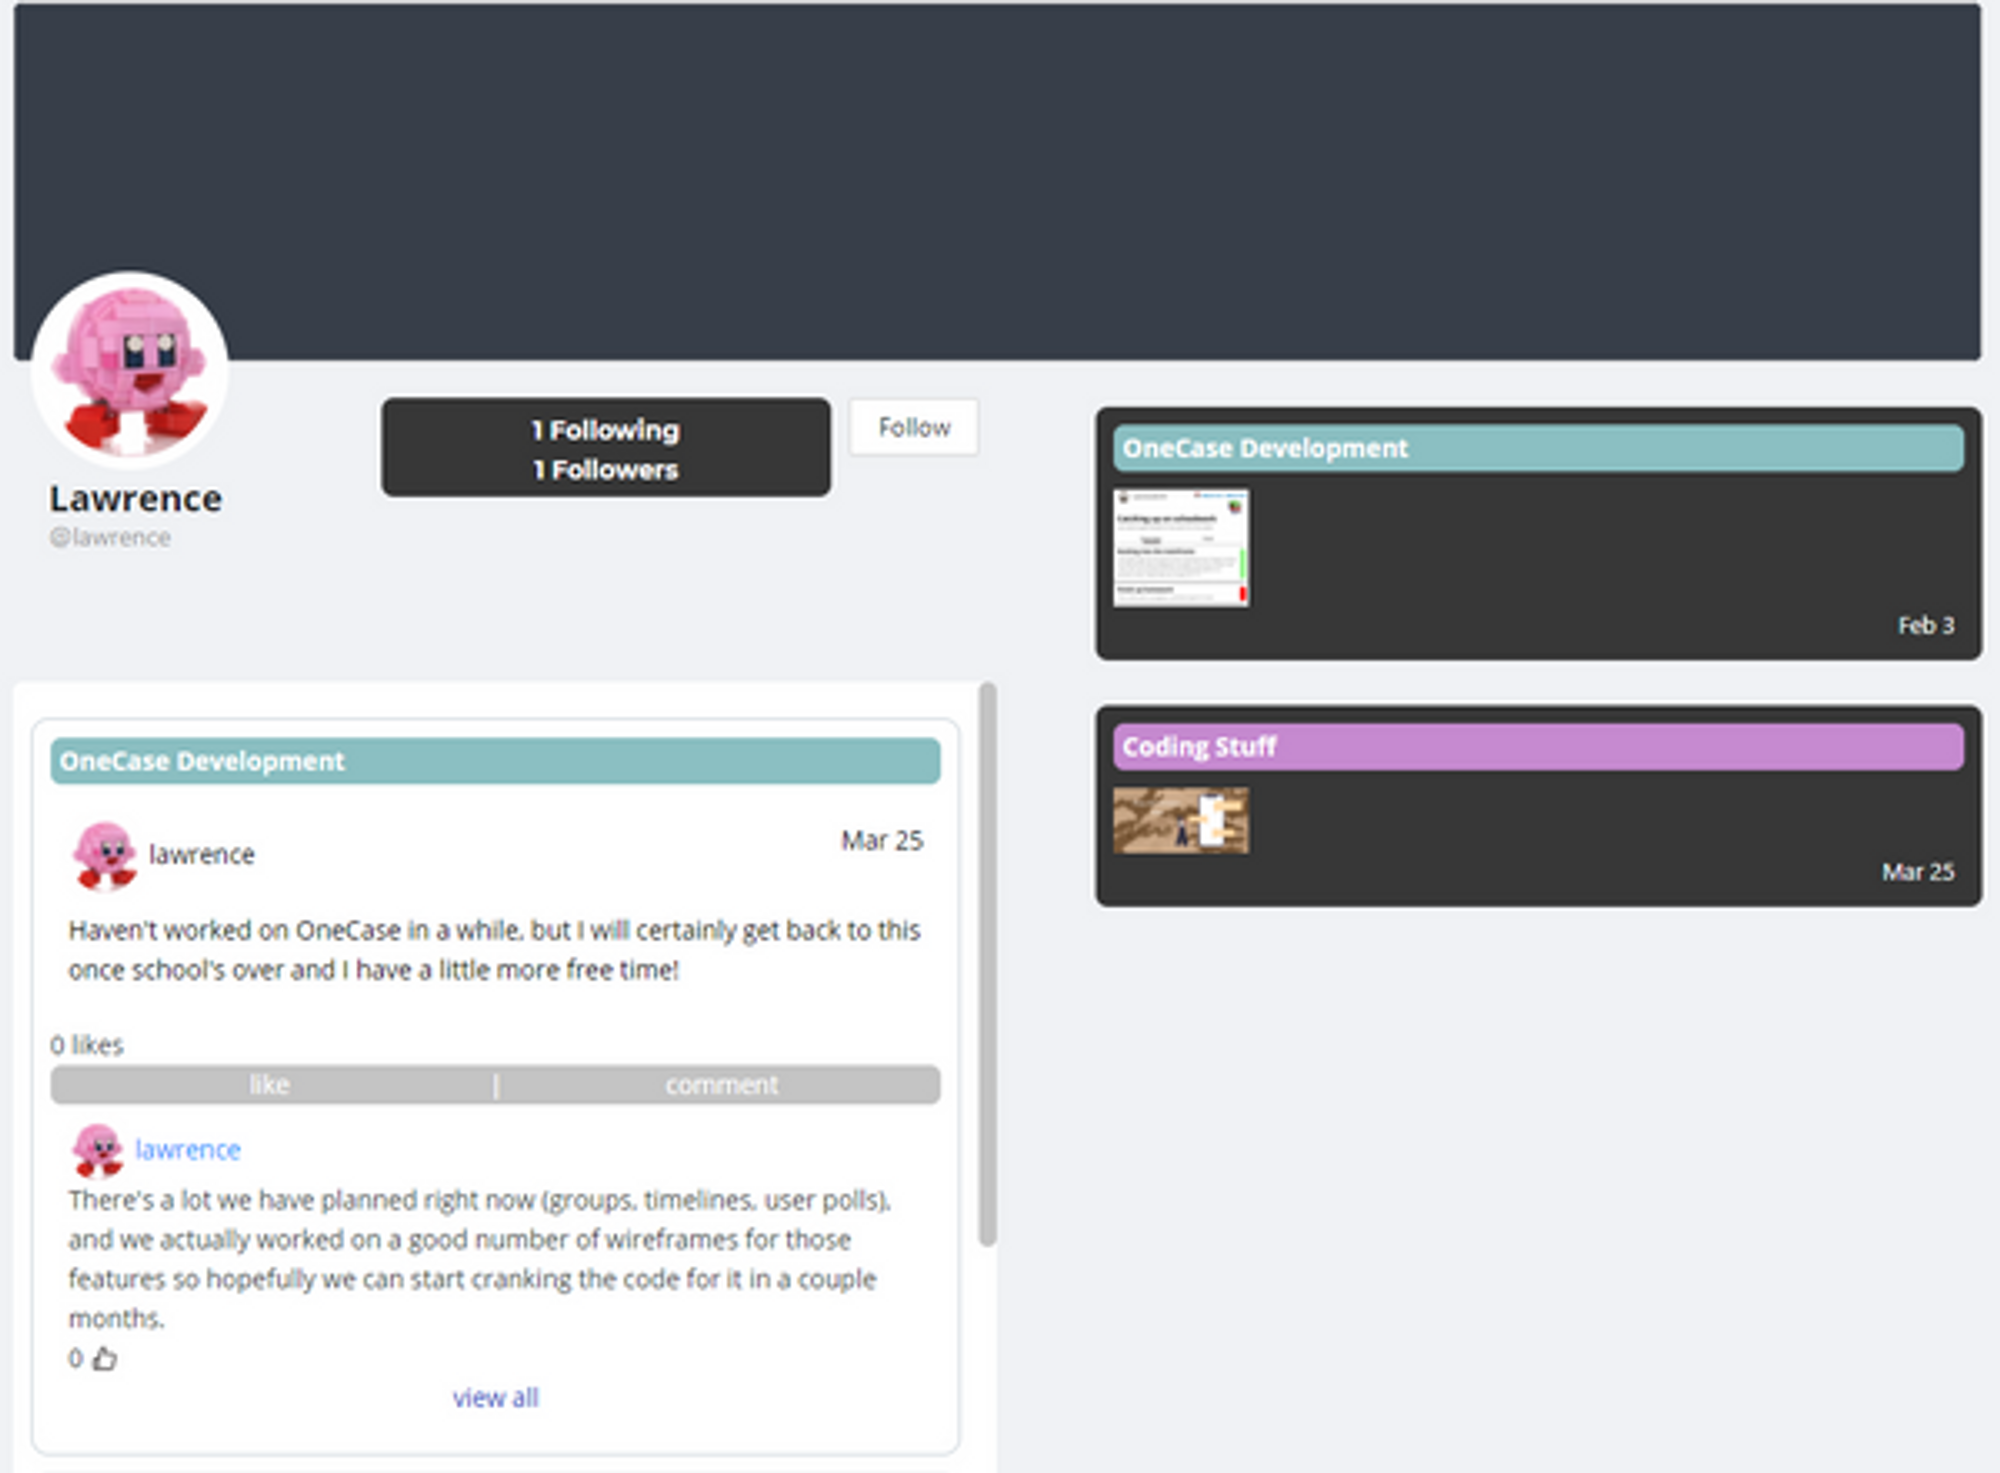 Lawrence
@lawrence
1 Following
1 Followers
Follow
OneCase Development
lawrence
Mar 25
Haven't worked on OneCase in a while, but I will certainly get back to this
once school's over and I have a little more free time!
0 likes
like | comment
lawrence
There's a lot we have planned right now (groups, timelines, user polls),
and we actually worked on a good number of wireframes for those
features so hopefully we can start cranking the code for it in a couple
months.
0
view all
OneCase Development
Catching up on schoolwork
Feb 3
Coding Stuff
Mar 25